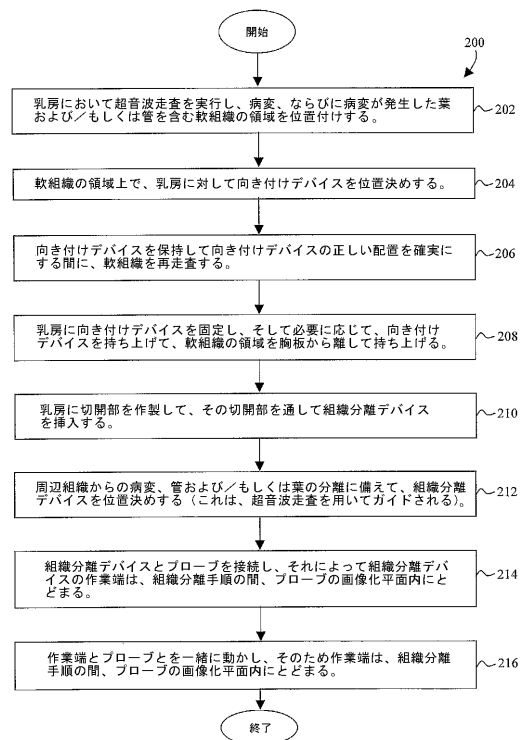 開始
200
乳房において超音波走査を実行し、病変、ならびに病変が発生した葉
および/もしくは管を含む軟組織の領域を位置付けする。
202
軟組織の領域上で、乳房に対して向き付けデバイスを位置決めする。
204
向き付けデバイスを保持して向き付けデバイスの正しい配置を確実に
する間に、軟組織を再走査する。
206
乳房に向き付けデバイスを固定し、そして必要に応じて、向き付け
デバイスを持ち上げて、軟組織の領域を胸板から離して持ち上げる。
208
乳房に切開部を作製して、その切開部を通して組織分離デバイス
を挿入する。
210
周辺組織からの病変、管および/もしくは葉の分離に備えて、組織分離
デバイスを位置決めする(これは、超音波走査を用いてガイドされる)。
212
組織分離デバイスとプローブを接続し、それによって組織分離デバ
イスの作業端は、組織分離手順の間、プローブの画像化平面内にと
どまる。
214
作業端とプローブとを一緒に動かし、そのため作業端は、組織分離
手順の間、プローブの画像化平面内にとどまる。
216
終了